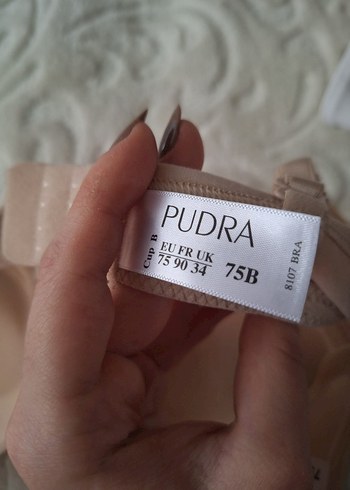 PUDRA
Cup B
EU FR UK
75 90 34
75B
8107 BRA